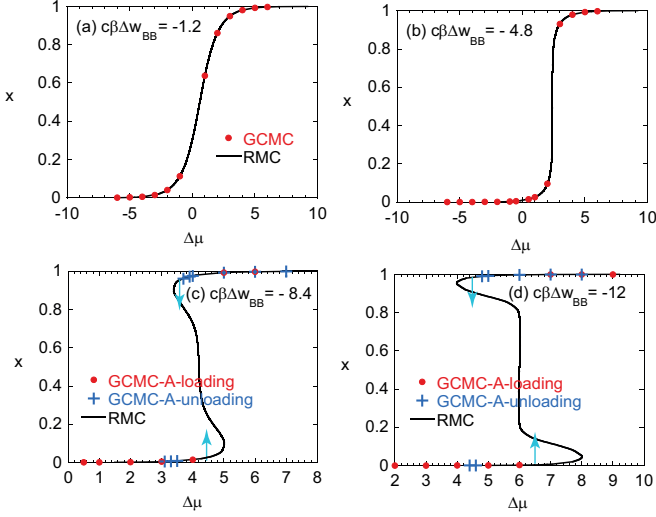 (a) cβΔw_BB = -1.2
1
0.8
0.6
x
0.4
GCMC
RMC
0.2
0
-10 -5 0 5 10
Δμ
(b) cβΔw_BB = - 4.8
1
0.8
0.6
x
0.4
0.2
0
-10 -5 0 5 10
Δμ
1
(c) cβΔw_BB = - 8.4
0.8
0.6
x
0.4
GCMC-A-loading
GCMC-A-unloading
0.2
RMC
0
0 1 2 3 4 5 6 7 8
Δμ
1
(d) cβΔw_BB = -12
0.8
0.6
x
0.4
GCMC-A-loading
GCMC-A-unloading
0.2
RMC
0
2 3 4 5 6 7 8 9 10
Δμ